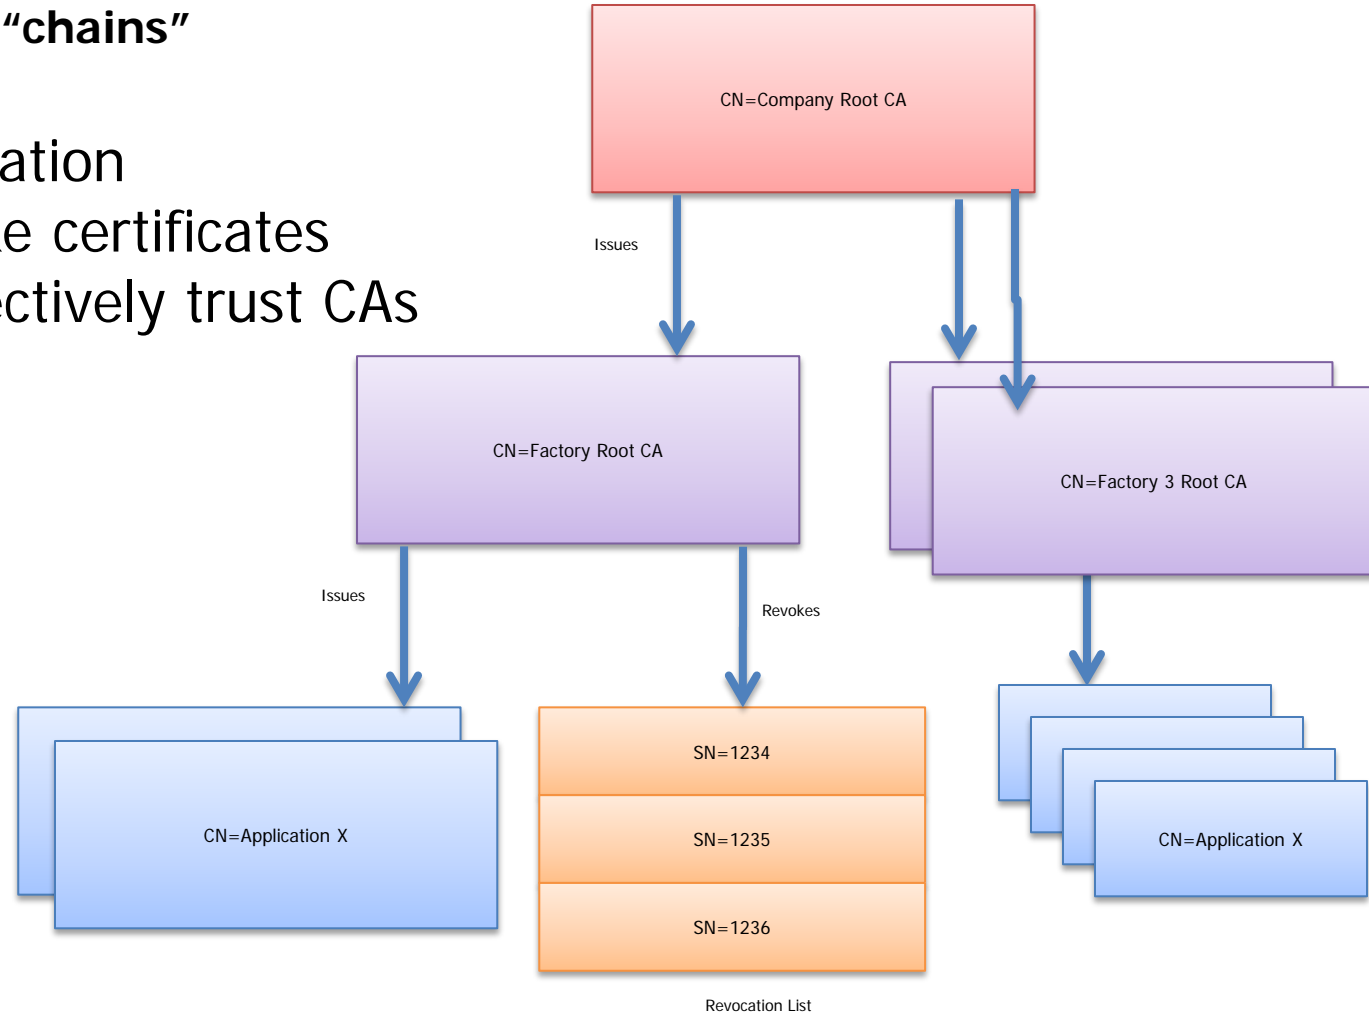 “chains”
CN=Company Root CA
ation
e certificates
ectively trust CAs
Issues
CN=Factory Root CA
CN=Factory 3 Root CA
Issues
Revokes
SN=1234
CN=Application X
SN=1235
CN=Application X
SN=1236
Revocation List